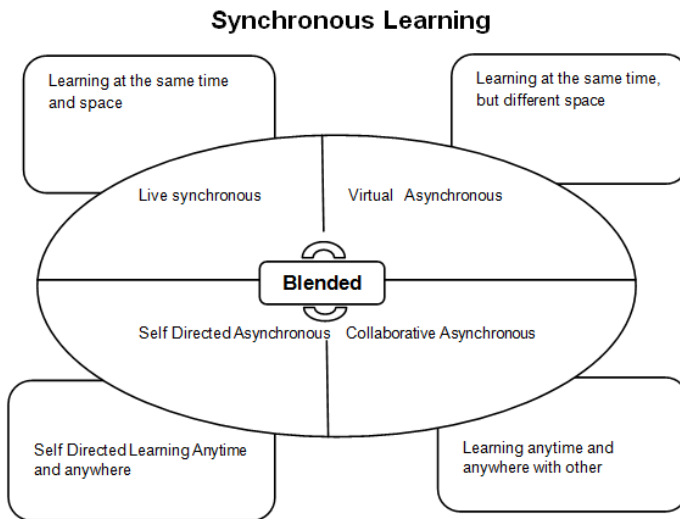 Synchronous Learning
Learning at the same time
and space
Learning at the same time,
but different space
Live synchronous
Virtual Asynchronous
Blended
Self Directed Asynchronous
Collaborative Asynchronous
Self Directed Learning Anytime
and anywhere
Learning anytime and
anywhere with other